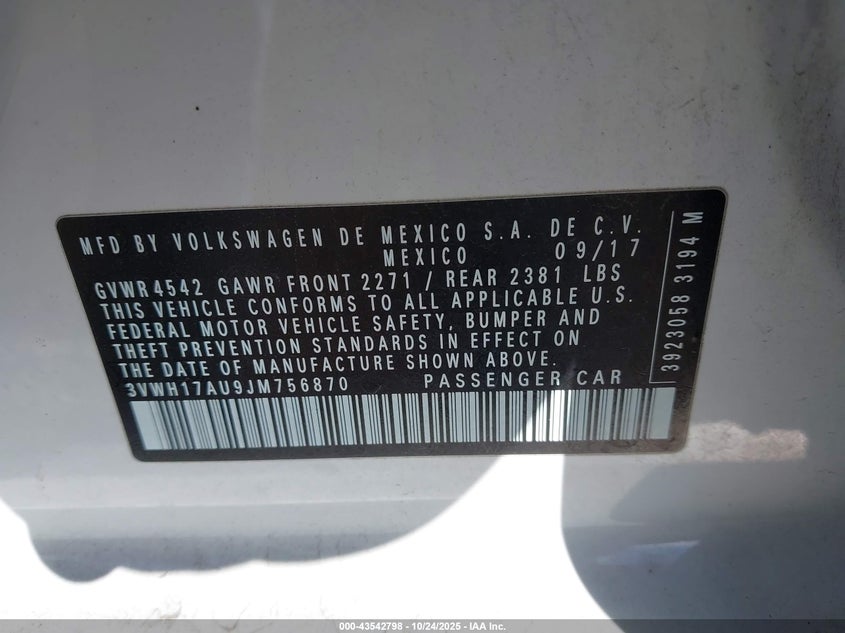 MFD BY VOLKSWAGEN DE MEXICO S.A. DE C.V.
MEXICO 09/17
GVWR4542 GAWR FRONT 2271 / REAR 2381 LBS
THIS VEHICLE CONFORMS TO ALL APPLICABLE U.S.
FEDERAL MOTOR VEHICLE SAFETY, BUMPER AND
THEFT PREVENTION STANDARDS IN EFFECT ON
THE DATE OF MANUFACTURE SHOWN ABOVE.
3VWH17AU9JM756870 PASSENGER CAR
3923058 3194 M
000-43542798 - 10/24/2025 - IAA Inc.